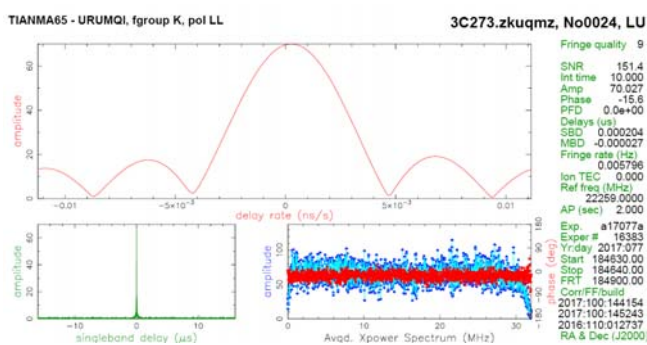 TIANMA65 - URUMQI, fgroup K, pol LL
3C273.zkuqmz, No0024, LU
Fringe quality 9
SNR 151.4
Int time 10.000
Amp 70.027
Phase -15.6
PFD 0.0e+00
Delays (us)
SBD 0.000204
MBD -0.000027
Fringe rate (Hz)
0.005796
Ion TEC 0.000
Ref freq (MHz)
22259.0000
AP (sec) 2.000
Exp. a17077a
Exper # 16383
Yr:day 2017:077
Start 184630.00
Stop 184640.00
FRT 184900.00
Corr/FF/build
2017:100:144154
2017:100:145243
2016:110:012737
RA & Dec (J2000)
amplitude
0 20 40 60
−0.01 −5×10⁻³ 0 5×10⁻³ 0.01
delay rate (ns/s)
amplitude
0 20 40 60
−10 0 10
singleband delay (μs)
amplitude
0 50 100
0 10 20 30
Avgd. Xpower Spectrum (MHz)
phase (deg)
−180 −90 0 90 180